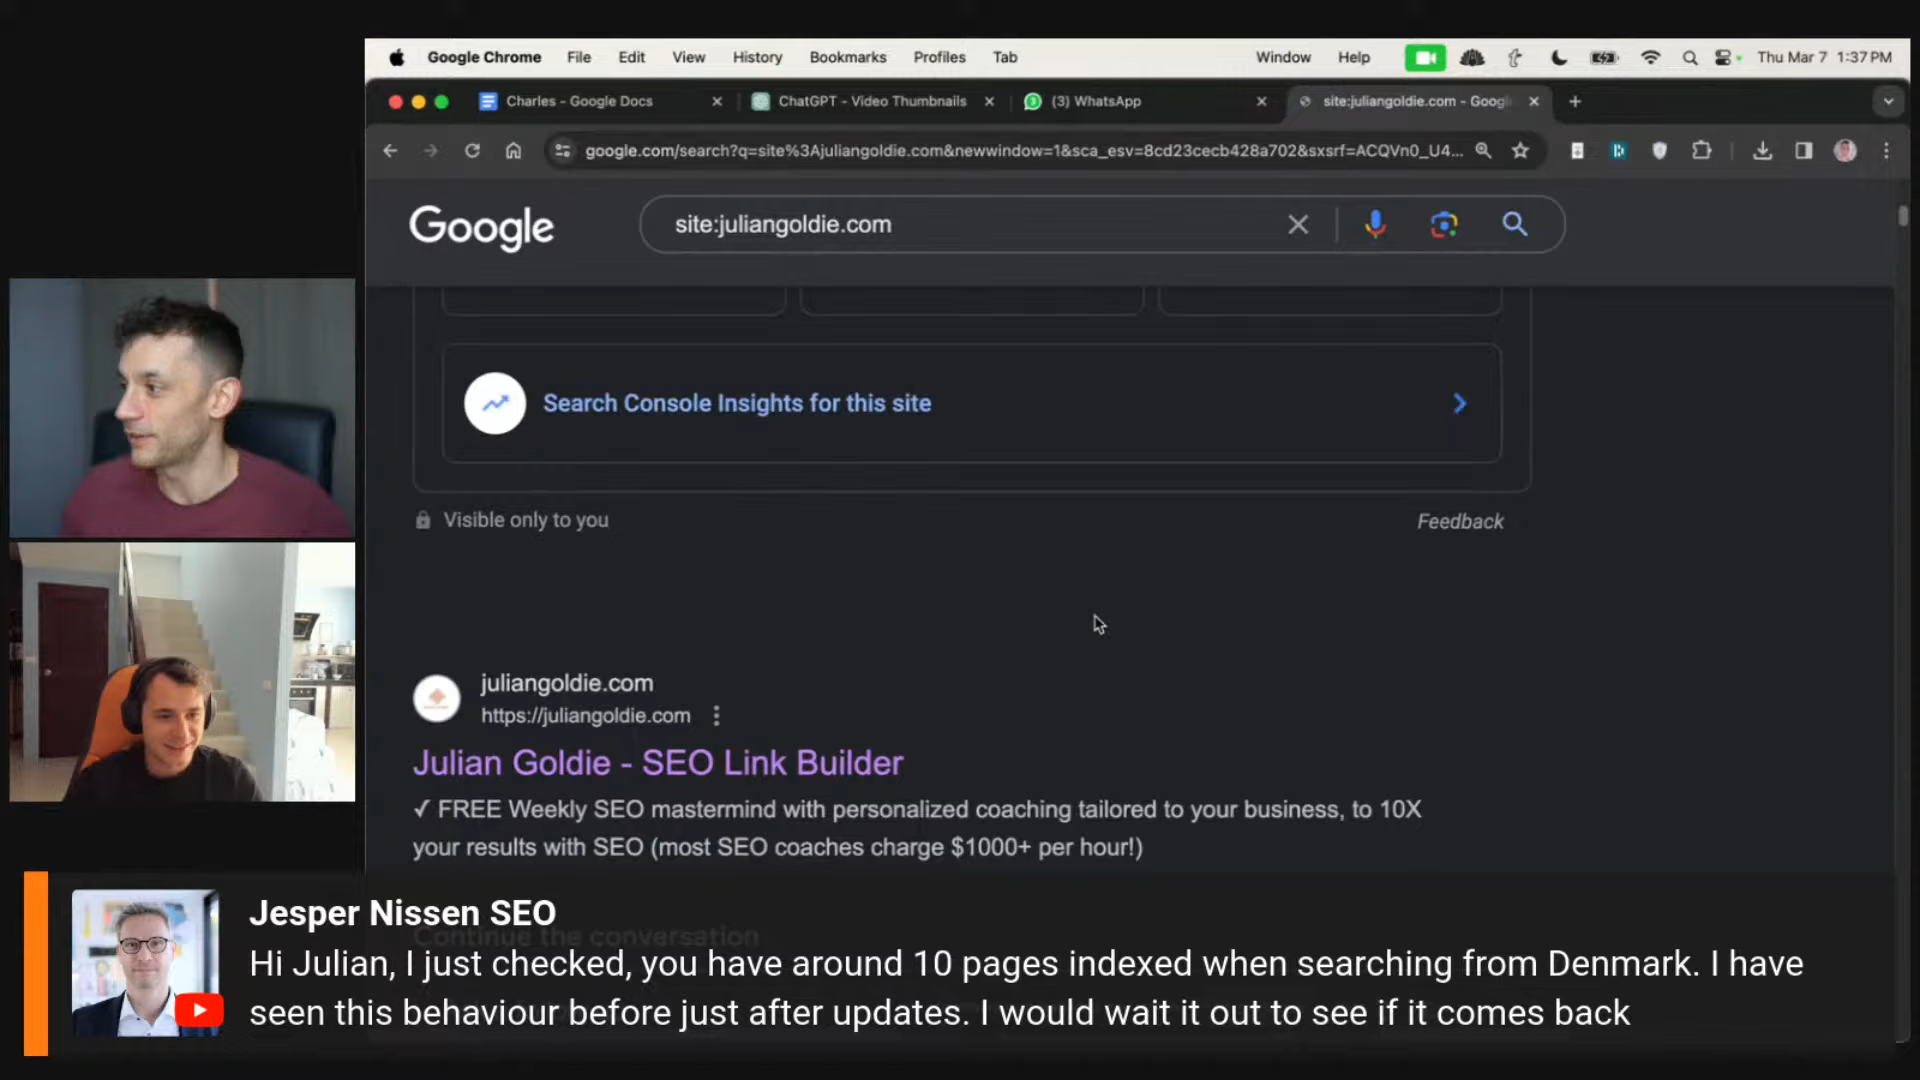 Google Chrome File Edit View History Bookmarks Profiles Tab Window Help Thu Mar 7 1:37 PM
Charles - Google Docs ChatGPT - Video Thumbnails (3) WhatsApp site:juliangoldie.com - Googl
google.com/search?q=site%3Ajuliangoldie.com&newwindow=1&sca_esv=8cd23cecb428a702&sxsrf=ACQVn0_U4...
Google site:juliangoldie.com
Search Console Insights for this site
Visible only to you Feedback
juliangoldie.com
https://juliangoldie.com
Julian Goldie - SEO Link Builder
✓ FREE Weekly SEO mastermind with personalized coaching tailored to your business, to 10X
your results with SEO (most SEO coaches charge $1000+ per hour!)
Jesper Nissen SEO
Continue the conversation
Hi Julian, I just checked, you have around 10 pages indexed when searching from Denmark. I have
seen this behaviour before just after updates. I would wait it out to see if it comes back